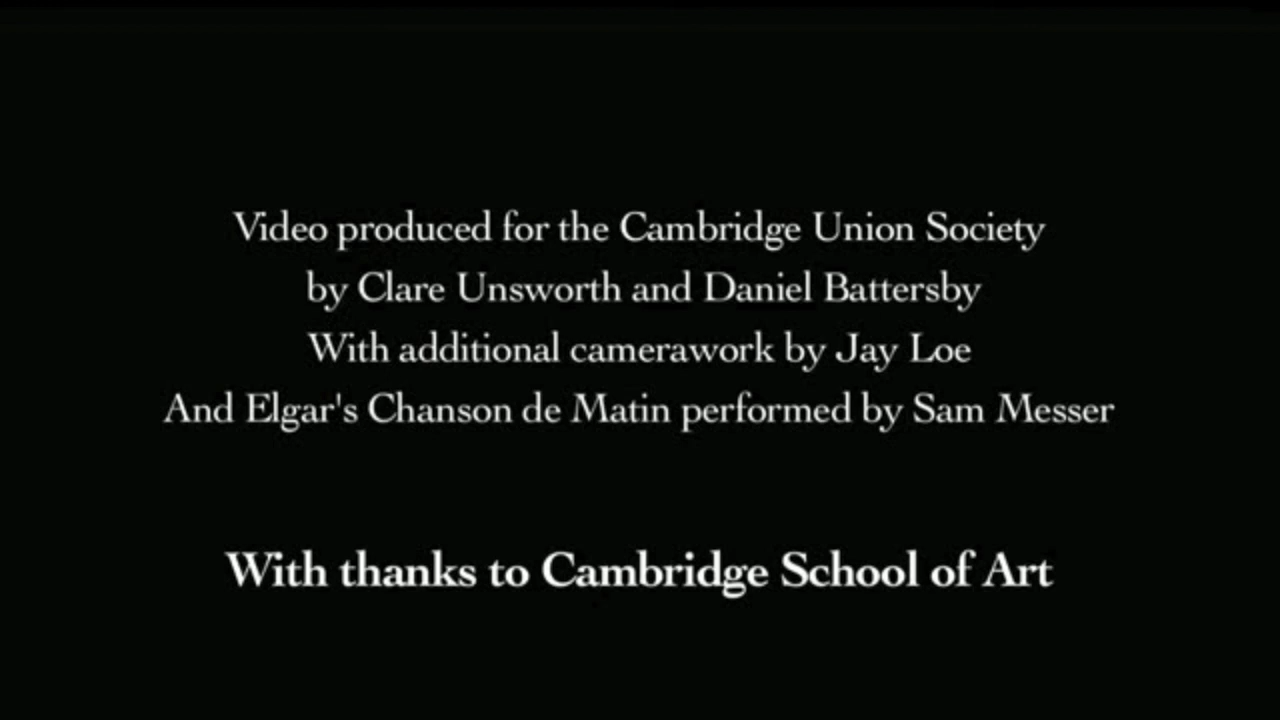 Video produced for the Cambridge Union Society
by Clare Unsworth and Daniel Battersby
With additional camerawork by Jay Loe
And Elgar's Chanson de Matin performed by Sam Messer
With thanks to Cambridge School of Art